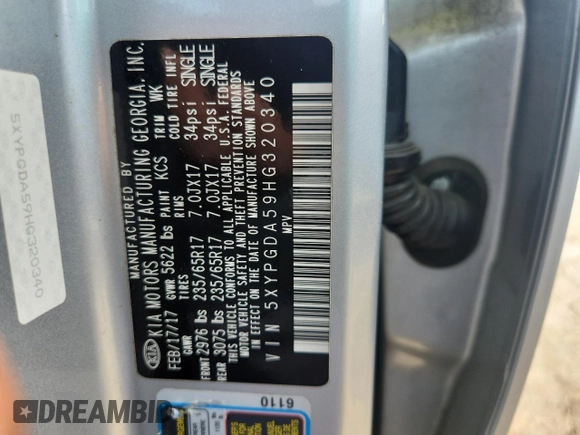 KIA
MANUFACTURED BY
KIA MOTORS MANUFACTURING GEORGIA, INC.
FEB/17/17 PAINT KCS TRIM WK
GVWR 5622 lbs
GAWR TIRES RIMS COLD TIRE INFL
FRONT 2976 lbs 235/65R17 7.0JX17 34psi SINGLE
REAR 3075 lbs 235/65R17 7.0JX17 34psi SINGLE
THIS VEHICLE CONFORMS TO ALL APPLICABLE U.S.A. FEDERAL
MOTOR VEHICLE SAFETY AND THEFT PREVENTION STANDARDS
IN EFFECT ON THE DATE OF MANUFACTURE SHOWN ABOVE
VIN 5XYPGDA59HG320340
MPV
5XYPGDA59HG320340
6110
DREAMBID